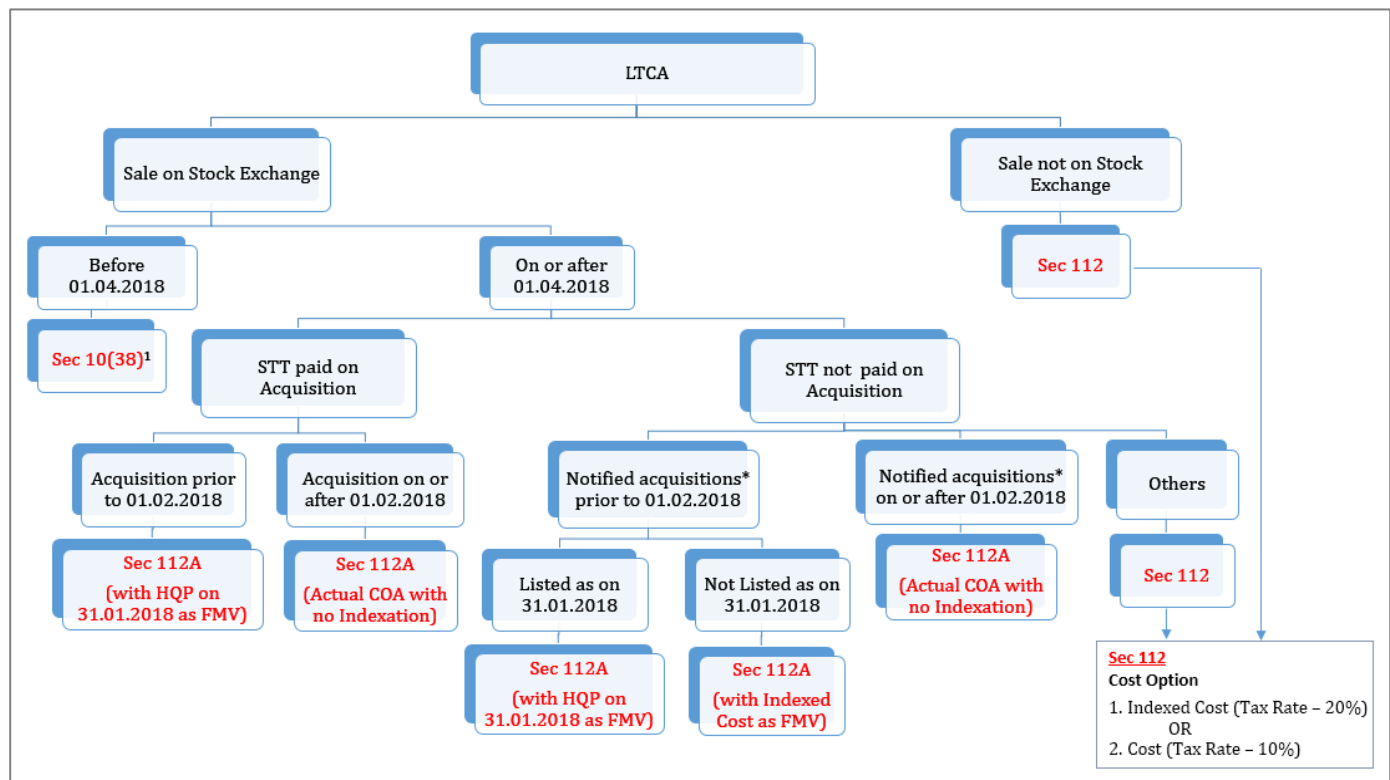 LTCA
Sale on Stock Exchange
Sale not on Stock
Exchange
Before
01.04.2018
On or after
01.04.2018
Sec 112
Sec 10(38)¹
STT paid on
Acquisition
STT not paid on
Acquisition
Acquisition prior
to 01.02.2018
Acquisition on or
after 01.02.2018
Notified acquisitions*
prior to 01.02.2018
Notified acquisitions*
on or after 01.02.2018
Others
Sec 112A
(with HQP on
31.01.2018 as FMV)
Sec 112A
(Actual COA with
no Indexation)
Listed as on
31.01.2018
Not Listed as on
31.01.2018
Sec 112A
(Actual COA with
no Indexation)
Sec 112
Sec 112A
(with HQP on
31.01.2018 as FMV)
Sec 112A
(with Indexed
Cost as FMV)
Sec 112
Cost Option
1. Indexed Cost (Tax Rate – 20%)
OR
2. Cost (Tax Rate – 10%)